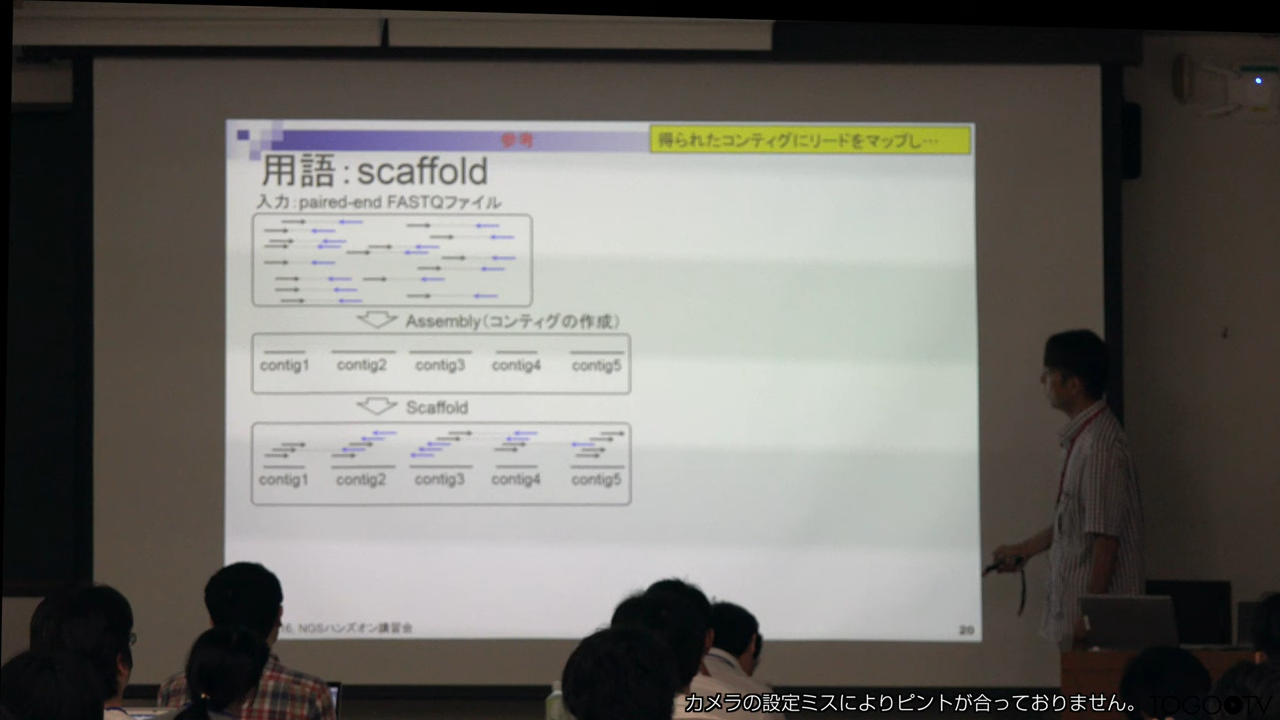 参考
得られたコンティグにリードをマップし…
用語：scaffold
入力：paired-end FASTQファイル
Assembly（コンティグの作成）
contig1 contig2 contig3 contig4 contig5
Scaffold
contig1 contig2 contig3 contig4 contig5
16, NGSハンズオン講習会
20
カメラの設定ミスによりピントが合っておりません。
TOGO TV